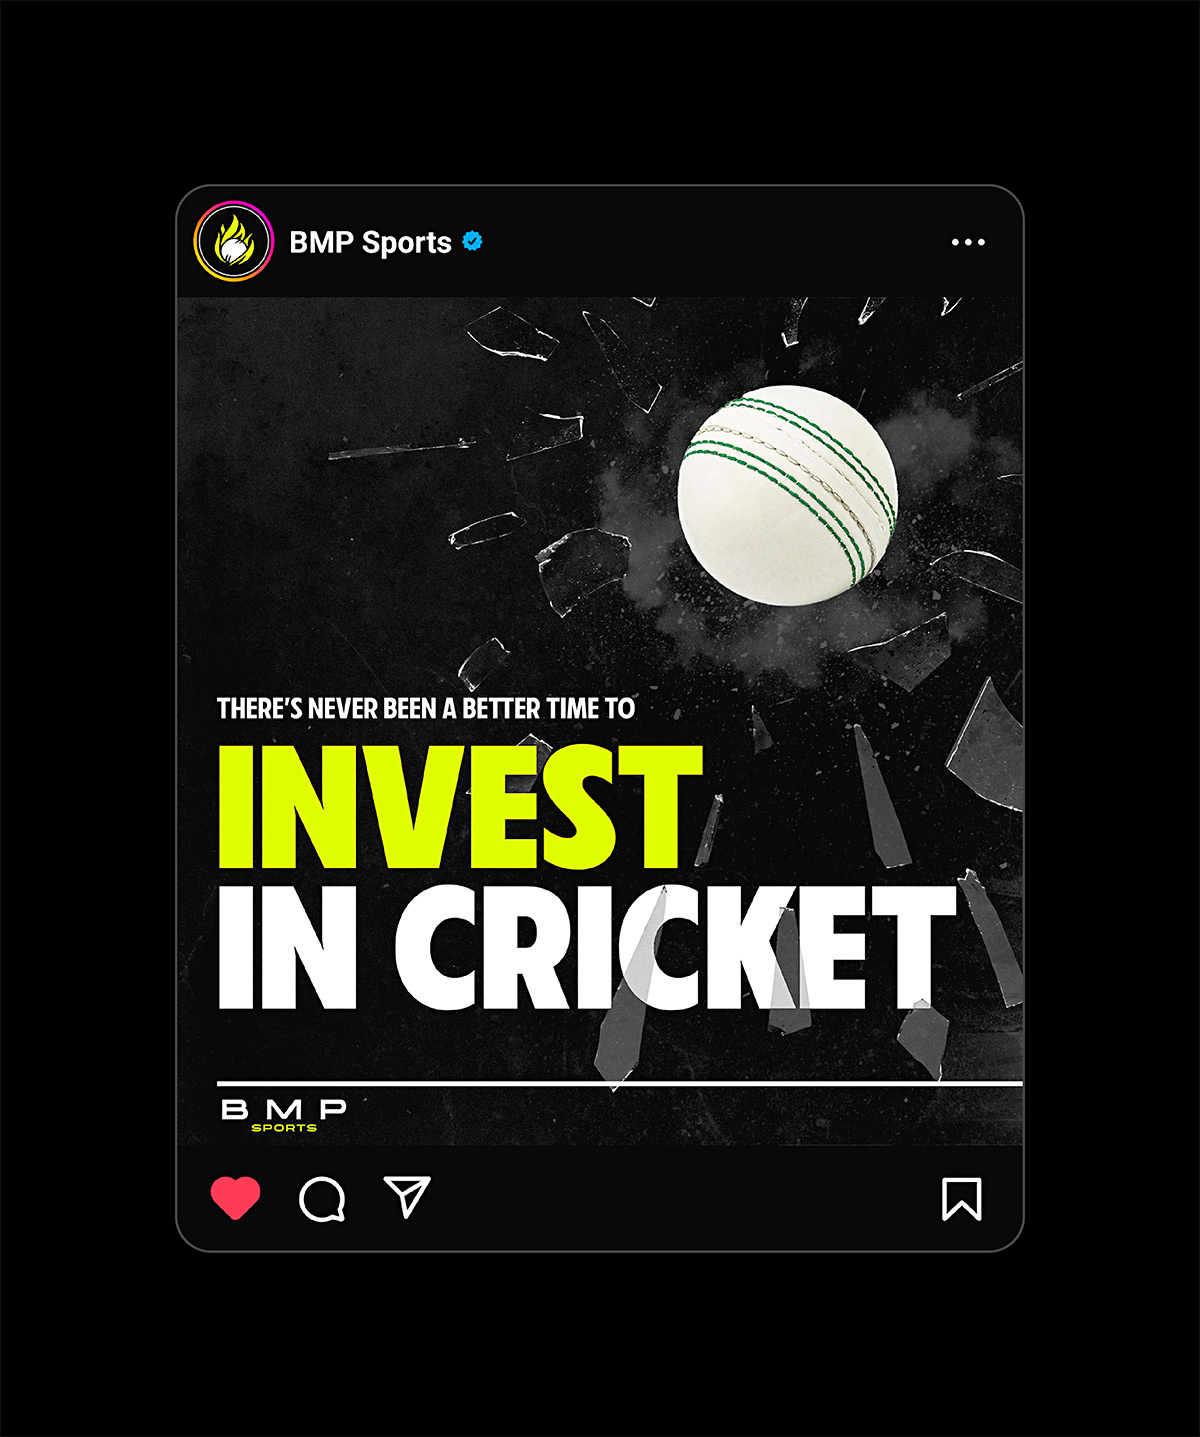 BMP Sports
THERE'S NEVER BEEN A BETTER TIME TO
INVEST
IN CRICKET
BMP
SPORTS